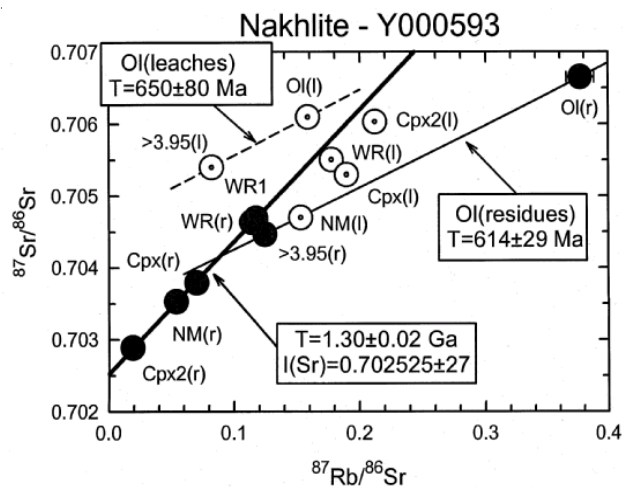 Nakhlite - Y000593
0.707
0.706
0.705
0.704
0.703
0.702
⁸⁷Sr/⁸⁶Sr
Ol(leaches)
T=650±80 Ma
Ol(l)
>3.95(l)
Cpx2(l)
Ol(r)
WR1
WR(l)
WR(r)
Cpx(l)
NM(l)
Ol(residues)
T=614±29 Ma
Cpx(r)
>3.95(r)
NM(r)
T=1.30±0.02 Ga
I(Sr)=0.702525±27
Cpx2(r)
0.0 0.1 0.2 0.3 0.4
⁸⁷Rb/⁸⁶Sr